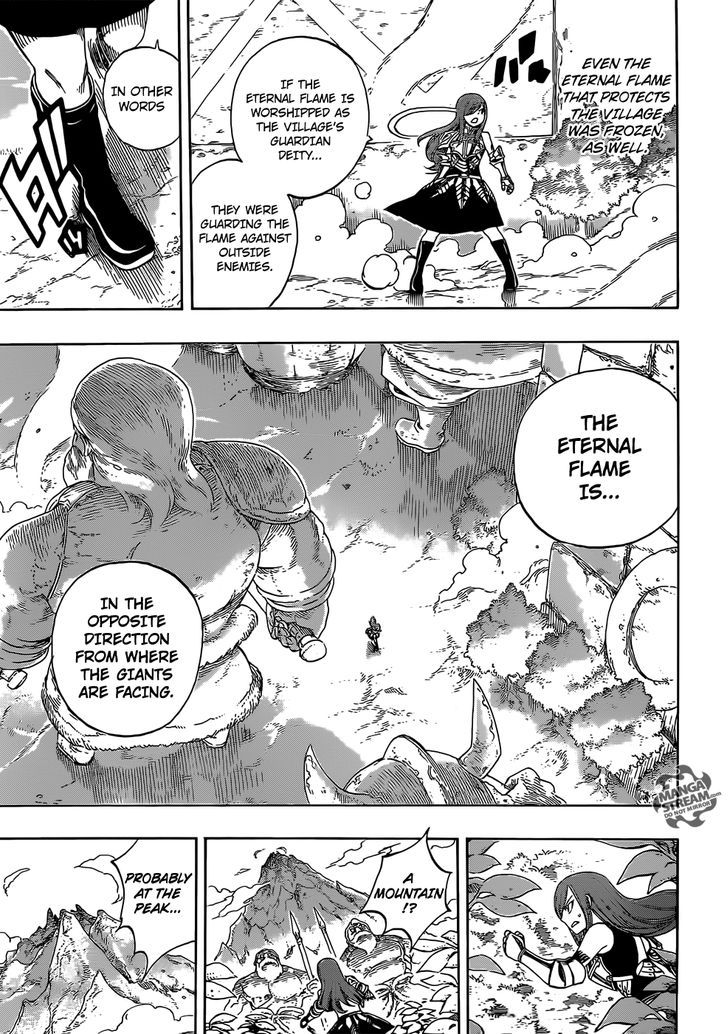 EVEN
THE
ETERNAL FLAME
THAT PROTECTS
THE VILLAGE
WAS FROZEN,
AS WELL.
IF THE
ETERNAL FLAME IS
WORSHIPPED AS
THE VILLAGE'S
GUARDIAN
DEITY...
THEY WERE
GUARDING THE
FLAME AGAINST
OUTSIDE
ENEMIES.
IN OTHER
WORDS
THE
ETERNAL
FLAME
IS...
IN THE
OPPOSITE
DIRECTION
FROM WHERE
THE GIANTS
ARE FACING.
MANGA
STREAM.com
DO NOT MIRROR
A
MOUNTAIN
!?
PROBABLY
AT THE
PEAK...